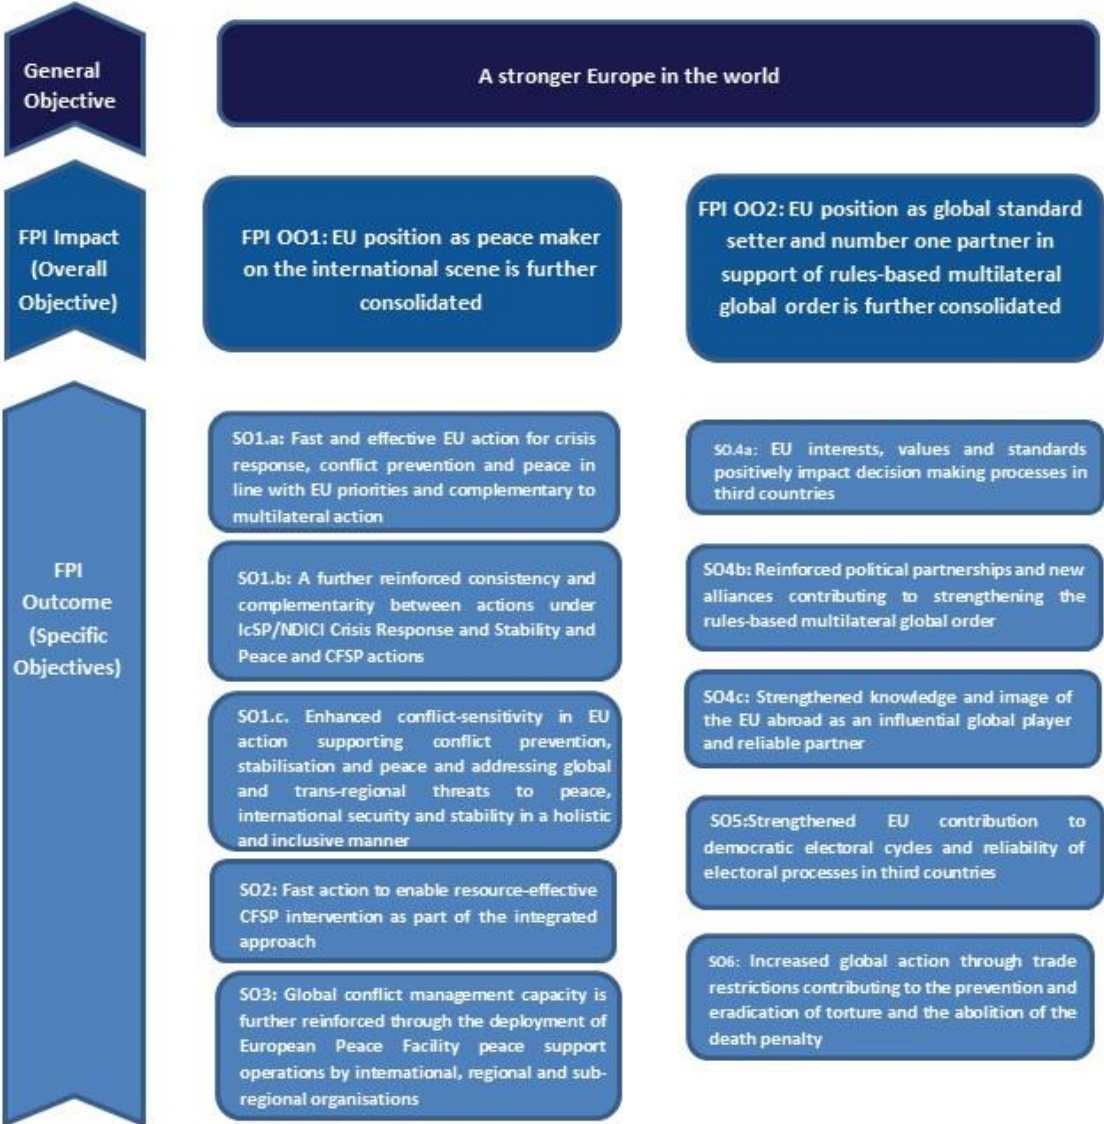 General
Objective
A stronger Europe in the world
FPI Impact
(Overall
Objective)
FPI OO1: EU position as peace maker
on the international scene is further
consolidated
FPI OO2: EU position as global standard
setter and number one partner in
support of rules-based multilateral
global order is further consolidated
FPI
Outcome
(Specific
Objectives)
SO1.a: Fast and effective EU action for crisis
response, conflict prevention and peace in
line with EU priorities and complementary to
multilateral action
SO1.b: A further reinforced consistency and
complementarity between actions under
IcSP/NDICI Crisis Response and Stability and
Peace and CFSP actions
SO1.c. Enhanced conflict-sensitivity in EU
action supporting conflict prevention,
stabilisation and peace and addressing global
and trans-regional threats to peace,
international security and stability in a holistic
and inclusive manner
SO2: Fast action to enable resource-effective
CFSP intervention as part of the integrated
approach
SO3: Global conflict management capacity is
further reinforced through the deployment of
European Peace Facility peace support
operations by international, regional and sub-
regional organisations
SO.4a: EU interests, values and standards
positively impact decision making processes in
third countries
SO4b: Reinforced political partnerships and new
alliances contributing to strengthening the
rules-based multilateral global order
SO4c: Strengthened knowledge and image of
the EU abroad as an influential global player
and reliable partner
SO5:Strengthened EU contribution to
democratic electoral cycles and reliability of
electoral processes in third countries
SO6: Increased global action through trade
restrictions contributing to the prevention and
eradication of torture and the abolition of the
death penalty